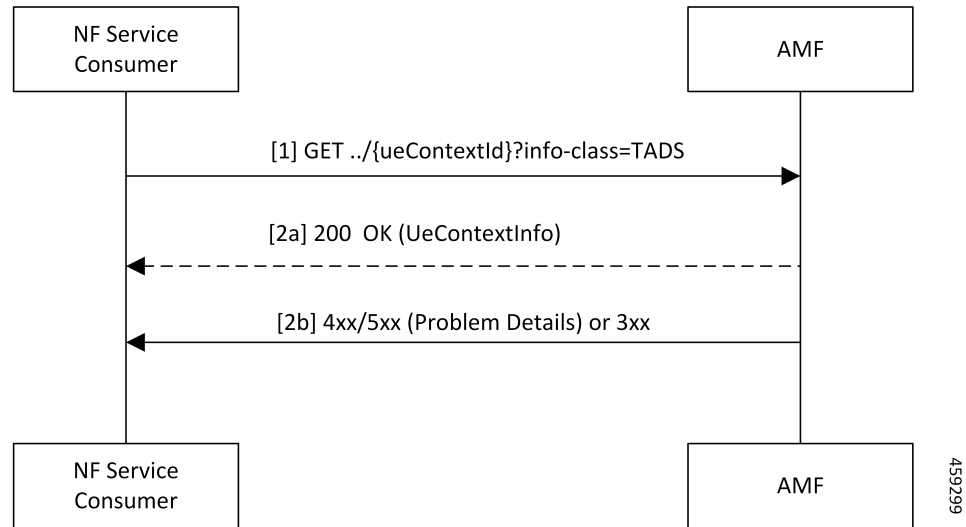 NF Service
Consumer
AMF
[1] GET ../{ueContextId}?info-class=TADS
[2a] 200  OK (UeContextInfo)
[2b] 4xx/5xx (Problem Details) or 3xx
NF Service
Consumer
AMF
459299